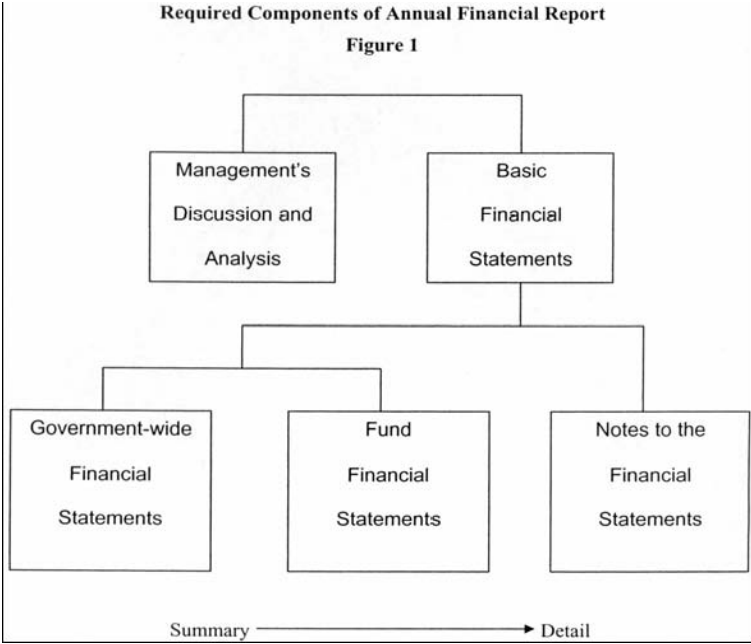 Required Components of Annual Financial Report
Figure 1
Management's
Discussion and
Analysis
Basic
Financial
Statements
Government-wide
Financial
Statements
Fund
Financial
Statements
Notes to the
Financial
Statements
Summary
Detail